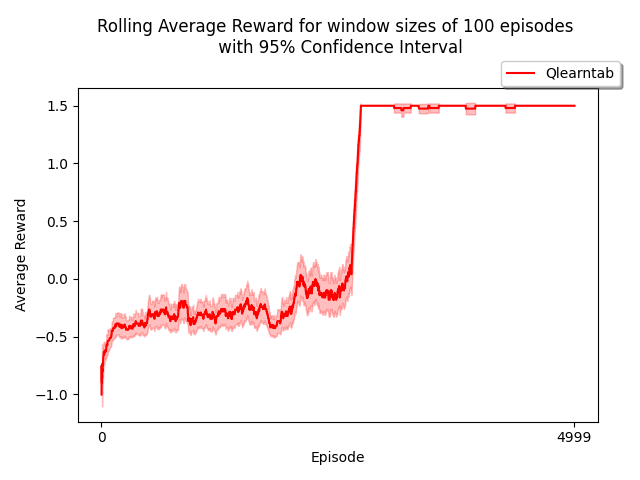 Rolling Average Reward for window sizes of 100 episodes
with 95% Confidence Interval
Qlearntab
1.5
1.0
0.5
0.0
−0.5
−1.0
Average Reward
0
4999
Episode